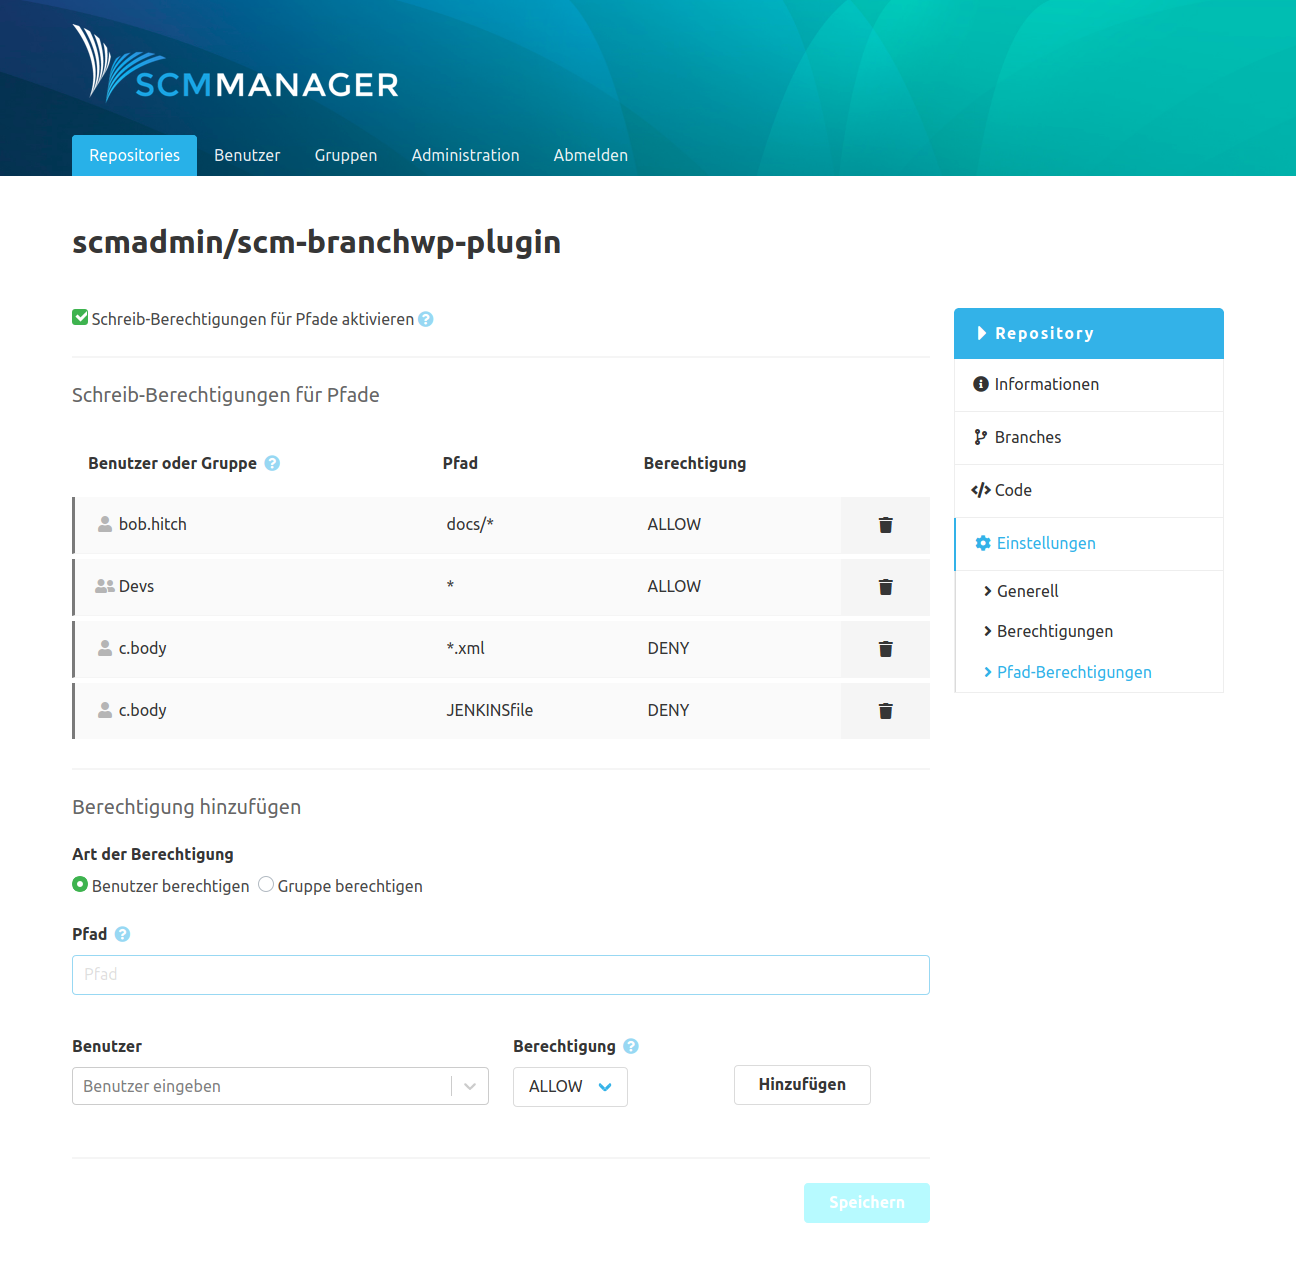 SCMMANAGER
Repositories Benutzer Gruppen Administration Abmelden
scmadmin/scm-branchwp-plugin
Schreib-Berechtigungen für Pfade aktivieren ?
Schreib-Berechtigungen für Pfade
Benutzer oder Gruppe ? Pfad Berechtigung
bob.hitch docs/* ALLOW
Devs * ALLOW
c.body *.xml DENY
c.body JENKINSfile DENY
Berechtigung hinzufügen
Art der Berechtigung
Benutzer berechtigen Gruppe berechtigen
Pfad ?
Pfad
Benutzer Berechtigung ?
Benutzer eingeben ALLOW Hinzufügen
Speichern
Repository
Informationen
Branches
Code
Einstellungen
Generell
Berechtigungen
Pfad-Berechtigungen